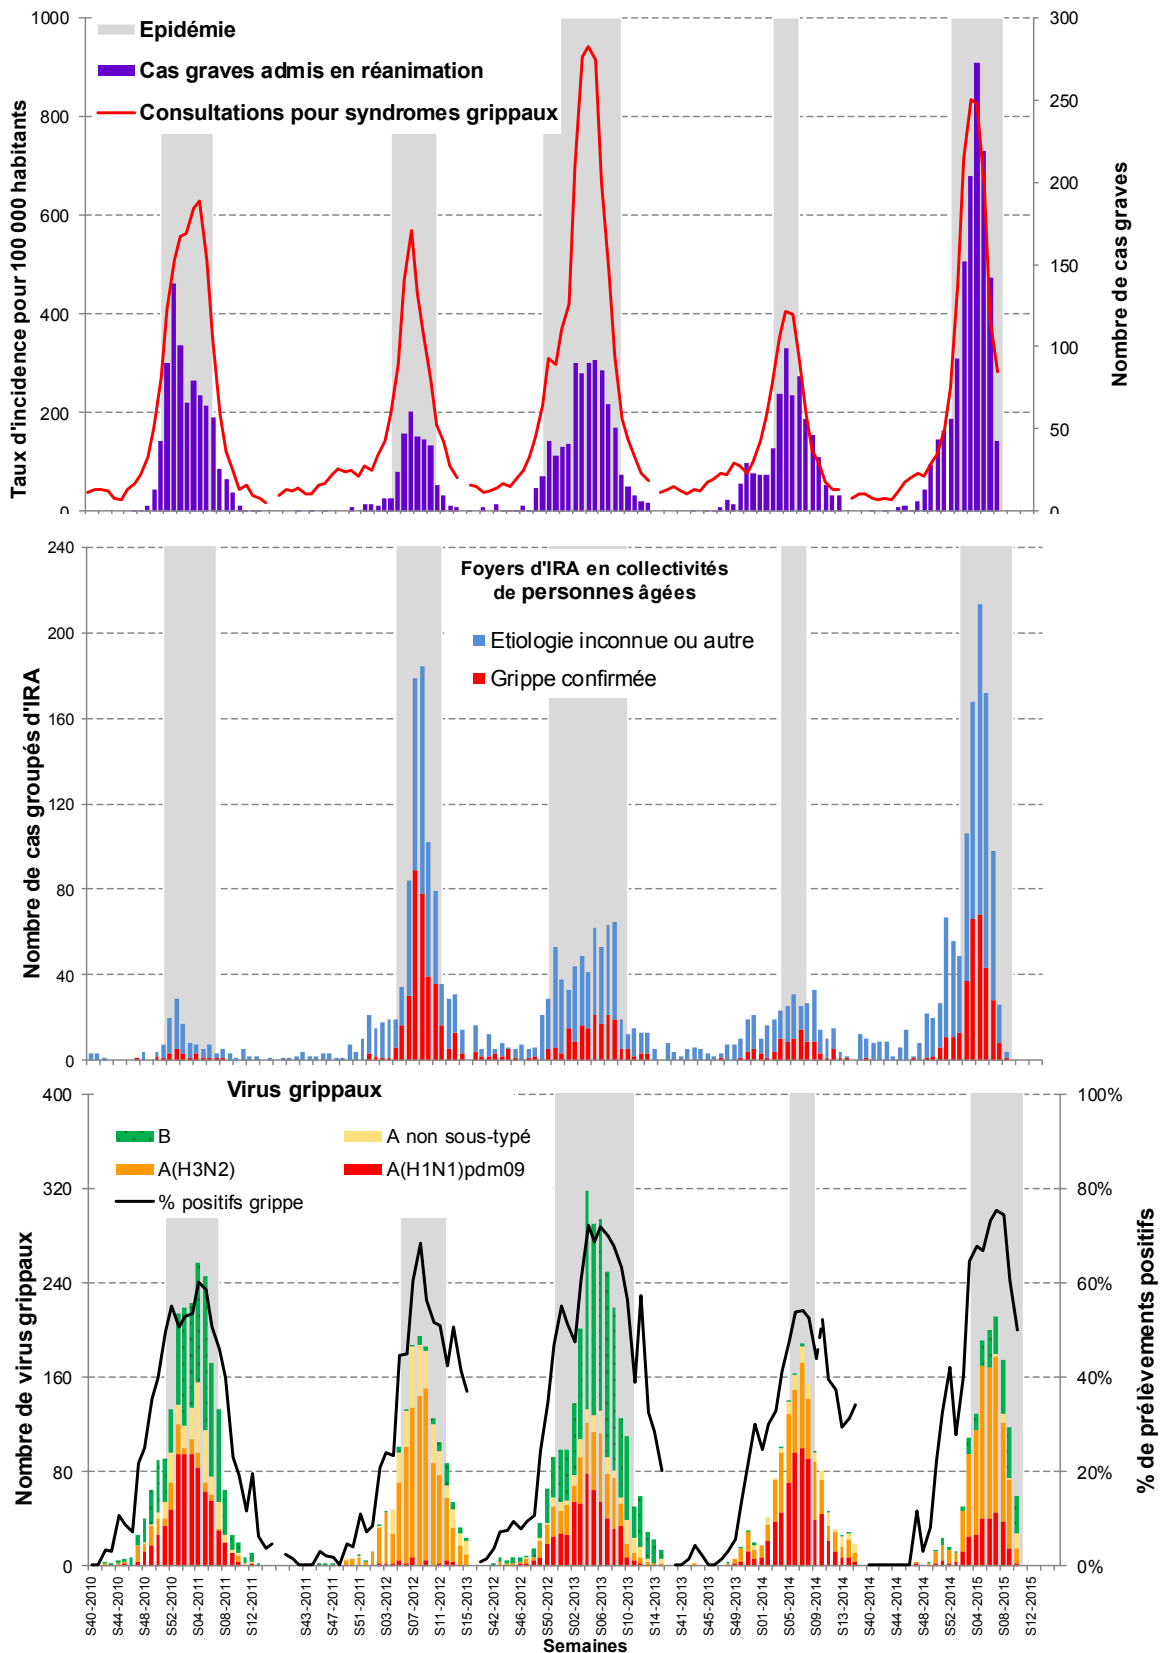 1000
800
600
400
200
0
Taux d'incidence pour 100 000 habitants
Epidémie
Cas graves admis en réanimation
Consultations pour syndromes grippaux
300
250
200
150
100
50
0
Nombre de cas graves
240
200
160
120
80
40
0
Nombre de cas groupés d'IRA
Foyers d'IRA en collectivités
de personnes âgées
Etiologie inconnue ou autre
Grippe confirmée
400
320
240
160
80
0
Nombre de virus grippaux
Virus grippaux
B
A non sous-typé
A(H3N2)
A(H1N1)pdm09
% positifs grippe
100%
80%
60%
40%
20%
0%
% de prélèvements positifs
S40-2010
S44-2010
S48-2010
S52-2010
S04-2011
S08-2011
S12-2011
S43-2011
S47-2011
S51-2011
S03-2012
S07-2012
S11-2012
S15-2013
S42-2012
S46-2012
S50-2012
S02-2013
S06-2013
S10-2013
S14-2013
S41-2013
S45-2013
S49-2013
S01-2014
S05-2014
S09-2014
S13-2014
S40-2014
S44-2014
S48-2014
S52-2014
S04-2015
S08-2015
S12-2015
Semaines